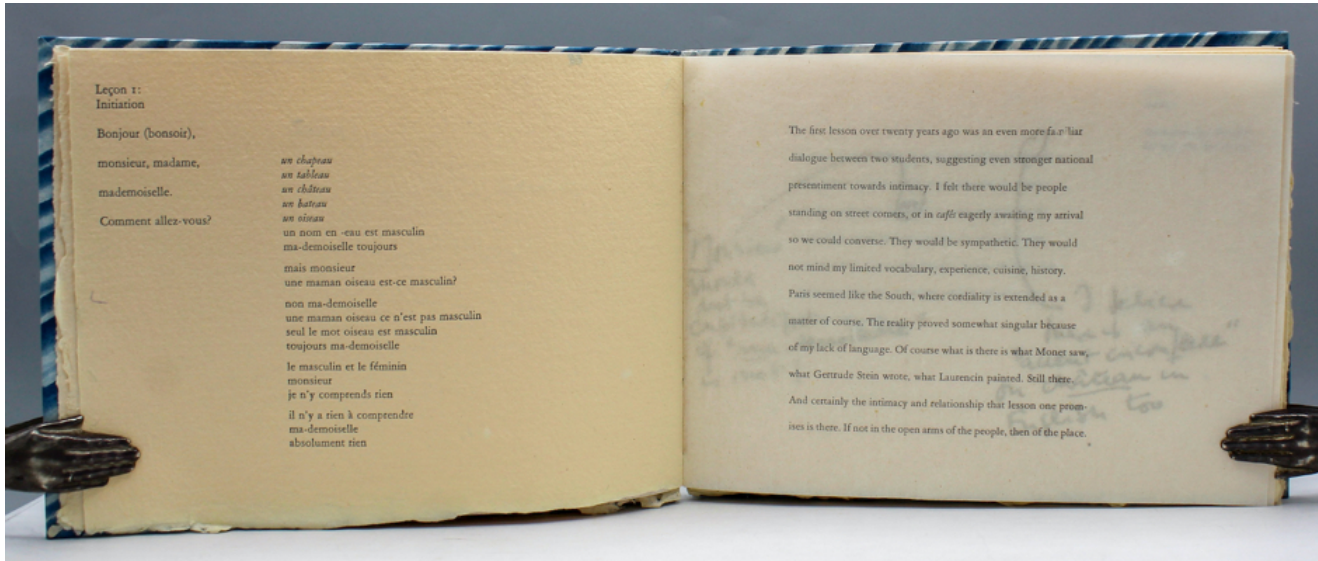 Leçon 1:
Initiation
Bonjour (bonsoir),
monsieur, madame,
mademoiselle.
Comment allez-vous?
un chapeau
un tableau
un château
un bateau
un oiseau
un nom en -eau est masculin
ma-demoiselle toujours
mais monsieur
une maman oiseau est-ce masculin?
non ma-demoiselle
une maman oiseau ce n'est pas masculin
seul le mot oiseau est masculin
toujours ma-demoiselle
le masculin et le féminin
monsieur
je n'y comprends rien
il n'y a rien à comprendre
ma-demoiselle
absolument rien
The first lesson over twenty years ago was an even more familiar
dialogue between two students, suggesting even stronger national
presentiment towards intimacy. I felt there would be people
standing on street corners, or in cafés eagerly awaiting my arrival
so we could converse. They would be sympathetic. They would
not mind my limited vocabulary, experience, cuisine, history.
Paris seemed like the South, where cordiality is extended as a
matter of course. The reality proved somewhat singular because
of my lack of language. Of course what is there is what Monet saw,
what Gertrude Stein wrote, what Laurencin painted. Still there.
And certainly the intimacy and relationship that lesson one prom-
ises is there. If not in the open arms of the people, then of the place.
château in
too